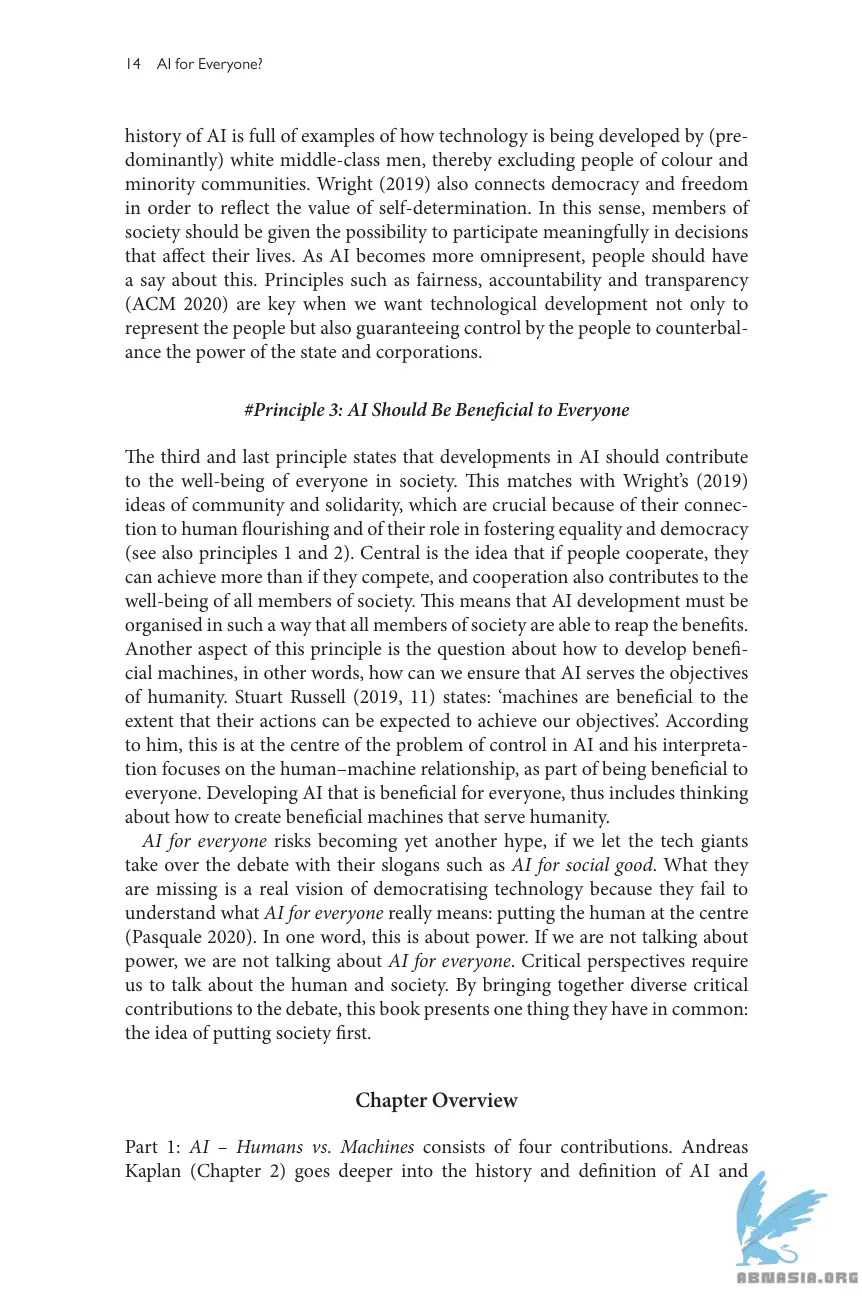 14 AI for Everyone?
history of AI is full of examples of how technology is being developed by (pre-
dominantly) white middle-class men, thereby excluding people of colour and
minority communities. Wright (2019) also connects democracy and freedom
in order to reflect the value of self-determination. In this sense, members of
society should be given the possibility to participate meaningfully in decisions
that affect their lives. As AI becomes more omnipresent, people should have
a say about this. Principles such as fairness, accountability and transparency
(ACM 2020) are key when we want technological development not only to
represent the people but also guaranteeing control by the people to counterbal-
ance the power of the state and corporations.
#Principle 3: AI Should Be Beneficial to Everyone
The third and last principle states that developments in AI should contribute
to the well-being of everyone in society. This matches with Wright’s (2019)
ideas of community and solidarity, which are crucial because of their connec-
tion to human flourishing and of their role in fostering equality and democracy
(see also principles 1 and 2). Central is the idea that if people cooperate, they
can achieve more than if they compete, and cooperation also contributes to the
well-being of all members of society. This means that AI development must be
organised in such a way that all members of society are able to reap the benefits.
Another aspect of this principle is the question about how to develop benefi-
cial machines, in other words, how can we ensure that AI serves the objectives
of humanity. Stuart Russell (2019, 11) states: ‘machines are beneficial to the
extent that their actions can be expected to achieve our objectives’. According
to him, this is at the centre of the problem of control in AI and his interpreta-
tion focuses on the human–machine relationship, as part of being beneficial to
everyone. Developing AI that is beneficial for everyone, thus includes thinking
about how to create beneficial machines that serve humanity.
AI for everyone risks becoming yet another hype, if we let the tech giants
take over the debate with their slogans such as AI for social good. What they
are missing is a real vision of democratising technology because they fail to
understand what AI for everyone really means: putting the human at the centre
(Pasquale 2020). In one word, this is about power. If we are not talking about
power, we are not talking about AI for everyone. Critical perspectives require
us to talk about the human and society. By bringing together diverse critical
contributions to the debate, this book presents one thing they have in common:
the idea of putting society first.
Chapter Overview
Part 1: AI – Humans vs. Machines consists of four contributions. Andreas
Kaplan (Chapter 2) goes deeper into the history and definition of AI and
ABNASIA.ORG